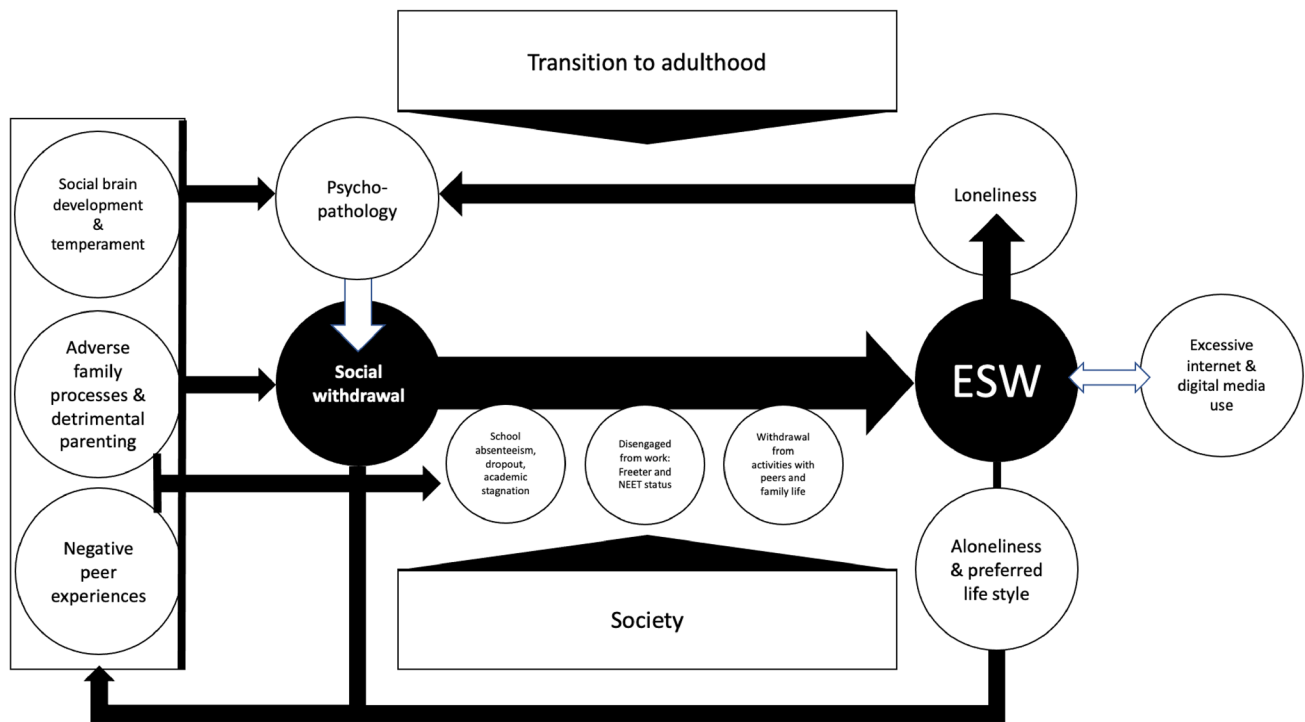 Transition to adulthood
Social brain
development
&
temperament
Psycho-
pathology
Loneliness
Adverse
family
processes &
detrimental
parenting
Social
withdrawal
ESW
Excessive
internet &
digital media
use
School
absenteeism,
dropout,
academic
stagnation
Disengaged
from work:
Freeter and
NEET status
Withdrawal
from
activities with
peers and
family life
Negative
peer
experiences
Aloneliness
& preferred
life style
Society